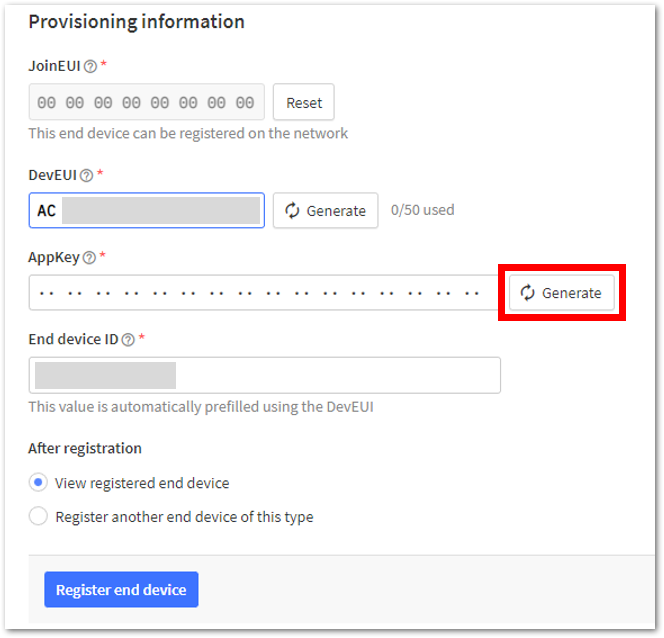 Provisioning information
JoinEUI *
00 00 00 00 00 00 00 00 Reset
This end device can be registered on the network
DevEUI *
AC Generate 0/50 used
AppKey *
·· ·· ·· ·· ·· ·· ·· ·· ·· ·· ·· ·· ·· ·· ·· ·· Generate
End device ID *
This value is automatically prefilled using the DevEUI
After registration
View registered end device
Register another end device of this type
Register end device